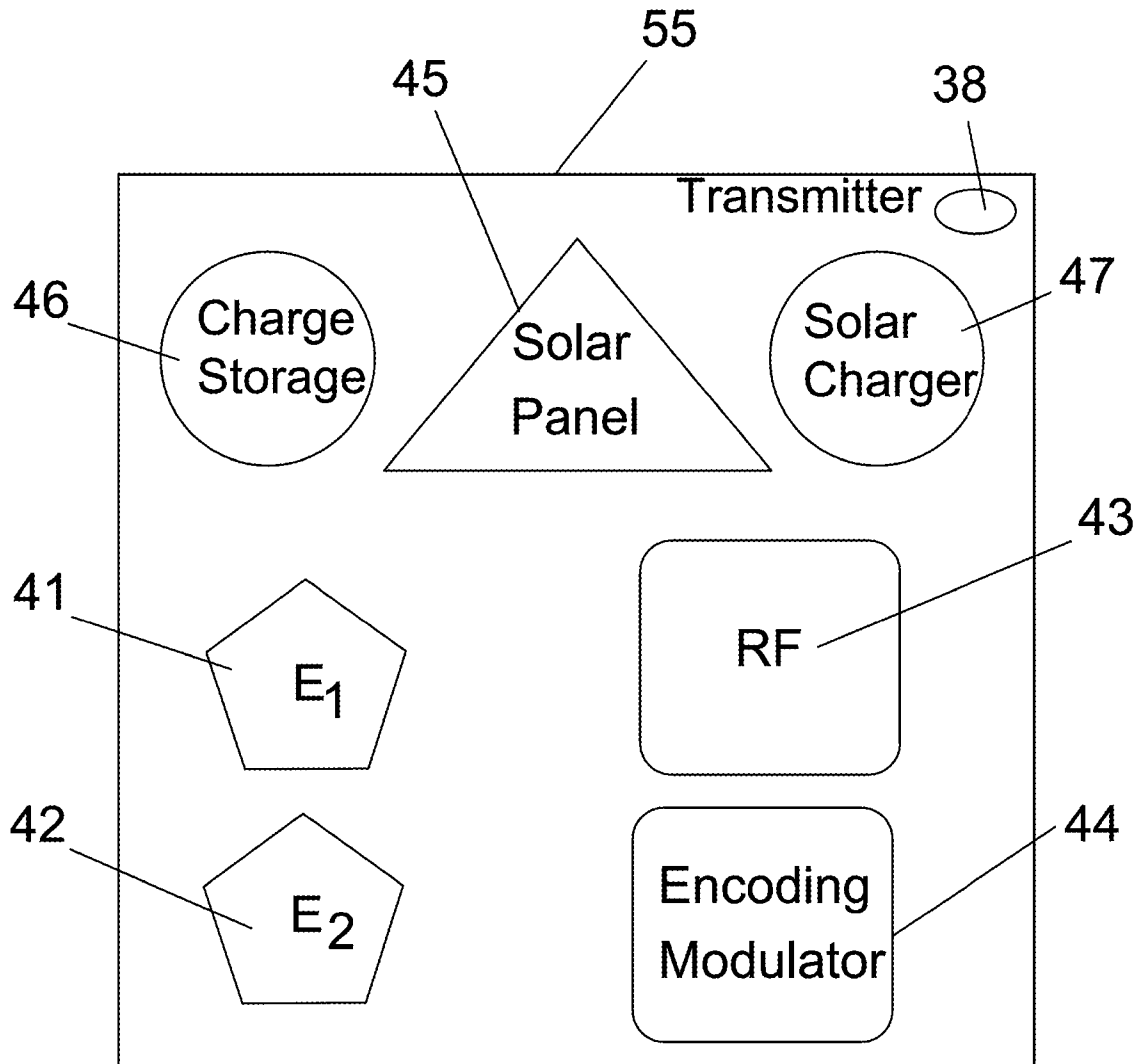 55
45
38
Transmitter
46
Charge
Storage
Solar
Panel
Solar
Charger
47
43
41
E1
RF
42
E2
Encoding
Modulator
44